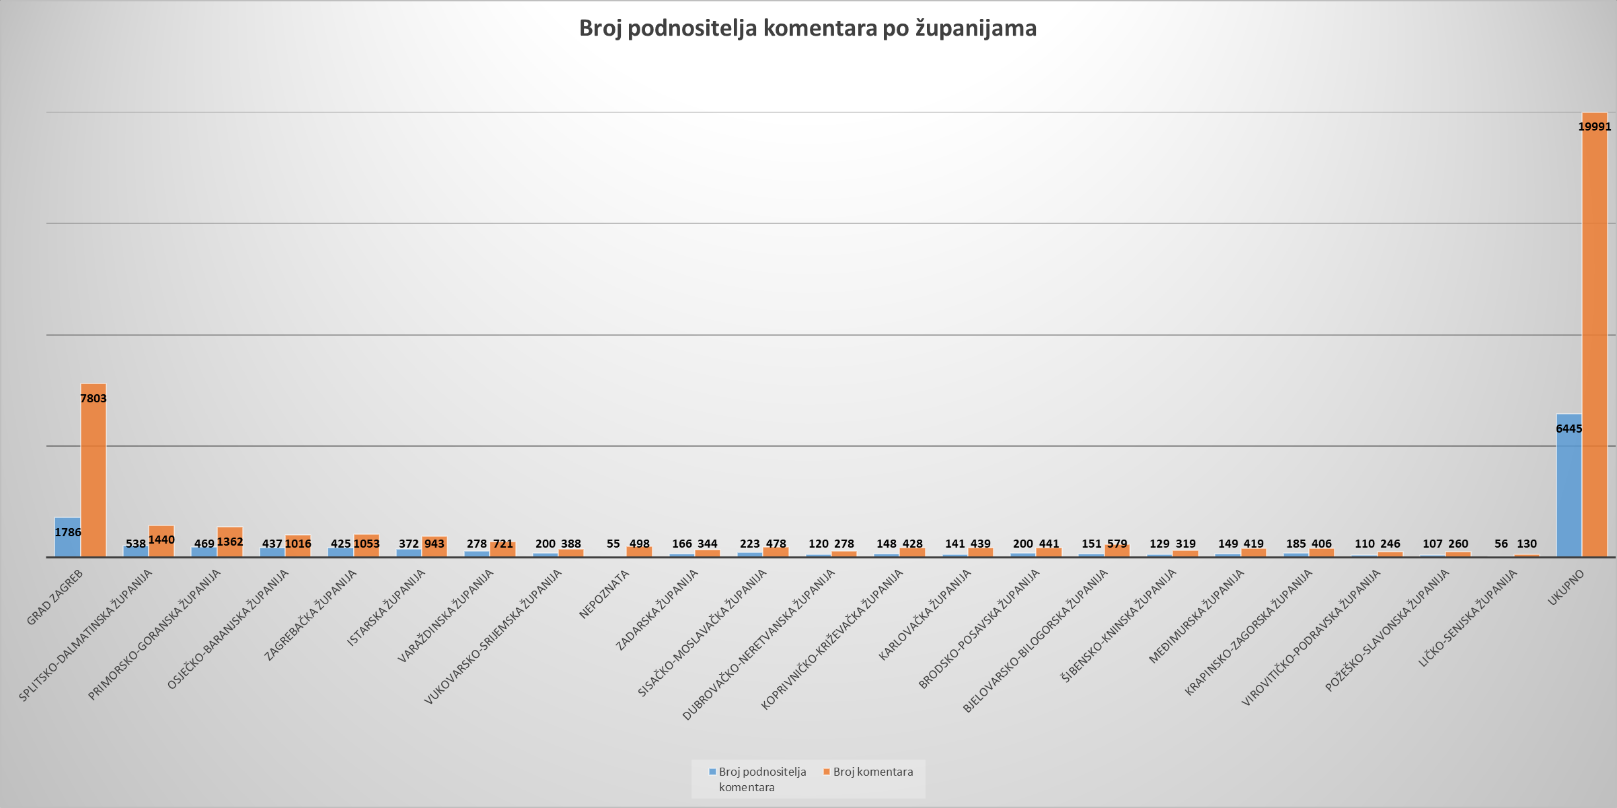 Broj podnositelja komentara po županijama
19991
7803
6445
1786
538 1440
469 1362
437 1016
425 1053
372 943
278 721
200 388
55 498
166 344
223 478
120 278
148 428
141 439
200 441
151 579
129 319
149 419
185 406
110 246
107 260
56 130
GRAD ZAGREB
SPLITSKO-DALMATINSKA ŽUPANIJA
PRIMORSKO-GORANSKA ŽUPANIJA
OSJEČKO-BARANJSKA ŽUPANIJA
ZAGREBAČKA ŽUPANIJA
ISTARSKA ŽUPANIJA
VARAŽDINSKA ŽUPANIJA
VUKOVARSKO-SRIJEMSKA ŽUPANIJA
NEPOZNATA
ZADARSKA ŽUPANIJA
SISAČKO-MOSLAVAČKA ŽUPANIJA
DUBROVAČKO-NERETVANSKA ŽUPANIJA
KOPRIVNIČKO-KRIŽEVAČKA ŽUPANIJA
KARLOVAČKA ŽUPANIJA
BRODSKO-POSAVSKA ŽUPANIJA
BJELOVARSKO-BILOGORSKA ŽUPANIJA
ŠIBENSKO-KNINSKA ŽUPANIJA
MEĐIMURSKA ŽUPANIJA
KRAPINSKO-ZAGORSKA ŽUPANIJA
VIROVITIČKO-PODRAVSKA ŽUPANIJA
POŽEŠKO-SLAVONSKA ŽUPANIJA
LIČKO-SENJSKA ŽUPANIJA
UKUPNO
Broj podnositelja
komentara
Broj komentara